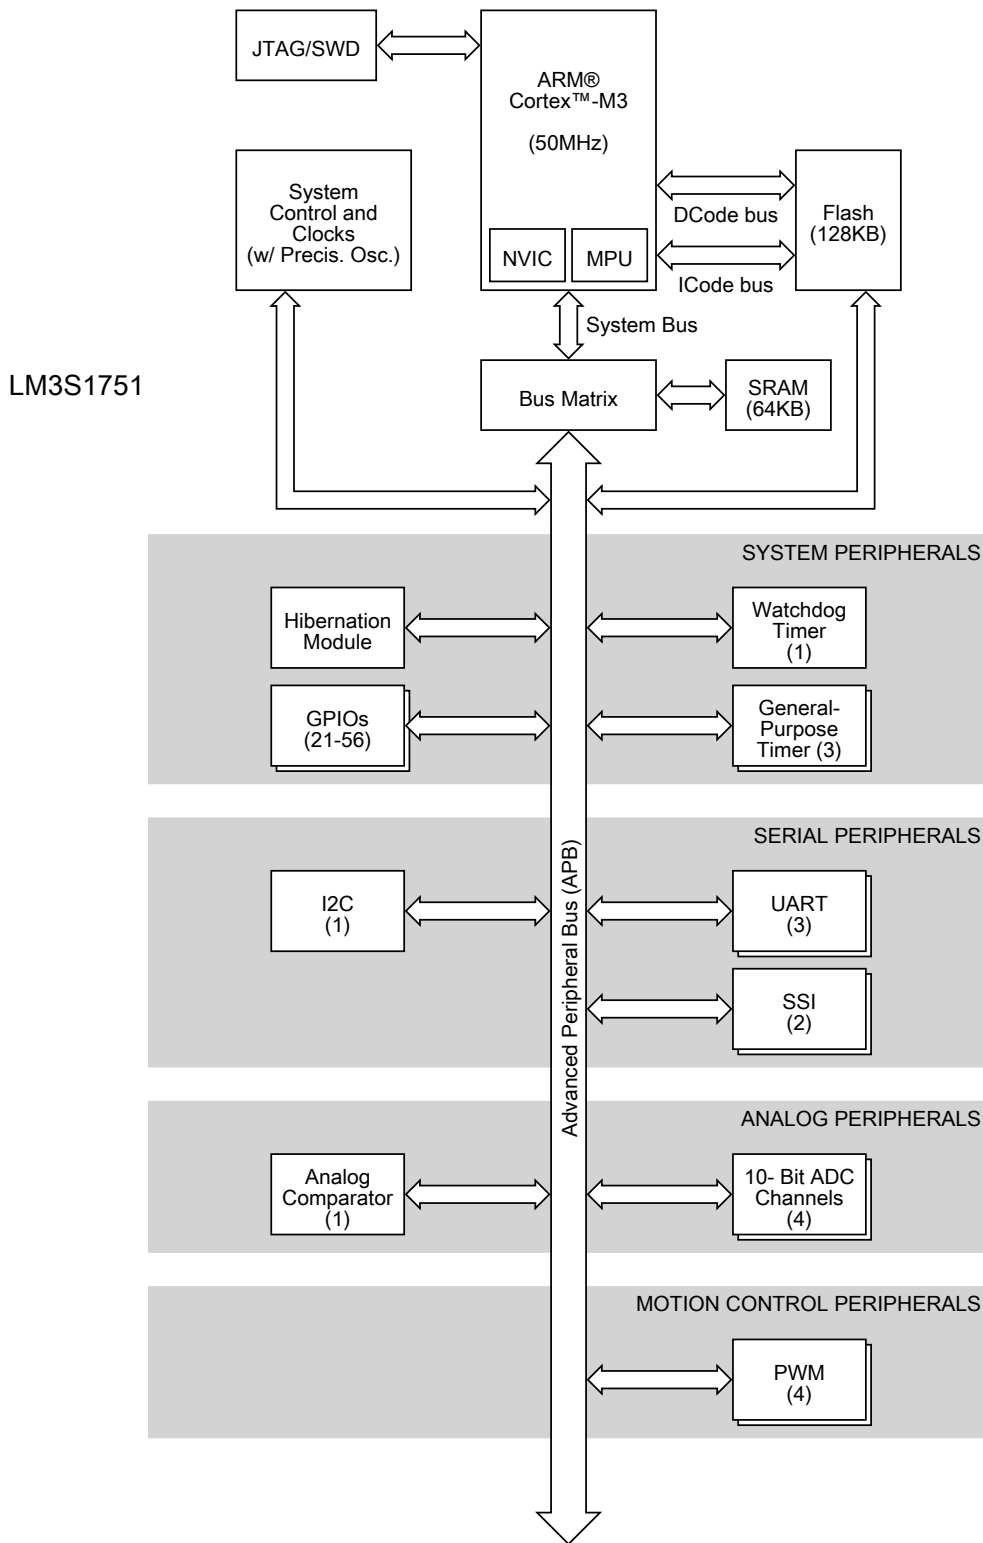 JTAG/SWD
ARM®
Cortex™-M3
(50MHz)
System
Control and
Clocks
(w/ Precis. Osc.)
DCode bus
Flash
(128KB)
NVIC
MPU
ICode bus
System Bus
LM3S1751
Bus Matrix
SRAM
(64KB)
SYSTEM PERIPHERALS
Hibernation
Module
Watchdog
Timer
(1)
GPIOs
(21-56)
General-
Purpose
Timer (3)
Advanced Peripheral Bus (APB)
SERIAL PERIPHERALS
I2C
(1)
UART
(3)
SSI
(2)
ANALOG PERIPHERALS
Analog
Comparator
(1)
10- Bit ADC
Channels
(4)
MOTION CONTROL PERIPHERALS
PWM
(4)